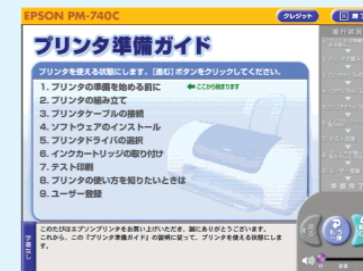 EPSON PM-740C
クレジット
プリンタ準備ガイド
プリンタを使える状態にします。[進む]ボタンをクリックしてください。
1. プリンタの準備を始める前に
ここから始まります
2. プリンタの組み立て
3. プリンタケーブルの接続
4. ソフトウェアのインストール
5. プリンタドライバの選択
6. インクカートリッジの取り付け
7. テスト印刷
8. プリンタの使い方を知りたいときは
9. ユーザー登録
このたびはエプソンプリンタをお買い上げいただき、誠にありがとうございます。
これから、この『プリンタ準備ガイド』の説明に従って、プリンタを使える状態にしま
す。
字幕なし